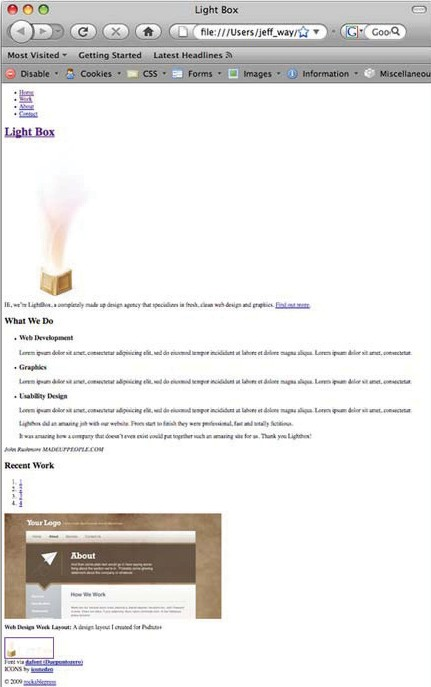 Light Box
file:///Users/jeff_way/
Goo
Most Visited
Getting Started
Latest Headlines
Disable
Cookies
CSS
Forms
Images
Information
Miscellaneou
Home
Work
About
Contact
Light Box
Hi, we're LightBox, a completely made up design agency that specializes in fresh, clean web design and graphics. Find out more.
What We Do
Web Development
Lorem ipsum dolor sit amet, consectetur adipisicing elit, sed do eiusmod tempor incididunt ut labore et dolore magna aliqua. Lorem ipsum dolor sit amet, consectetur.
Graphics
Lorem ipsum dolor sit amet, consectetur adipisicing elit, sed do eiusmod tempor incididunt ut labore et dolore magna aliqua. Lorem ipsum dolor sit amet, consectetur.
Usability Design
Lorem ipsum dolor sit amet, consectetur adipisicing elit, sed do eiusmod tempor incididunt ut labore et dolore magna aliqua. Lorem ipsum dolor sit amet, consectetur.
Lightbox did an amazing job with our website. From start to finish they were professional, fast and totally fictitious.
It was amazing how a company that doesn't even exist could put together such an amazing site for us. Thank you Lightbox!
John Rushmore MADEUPPEOPLE.COM
Recent Work
1.
2.
3.
4.
Your Logo
Home About Services Contact
About
How We Work
Web Design Week Layout: A design layout I created for Psdtuts+
Font via dafont (Duepuntozero)
ICONS by
© 2009 rockablepress